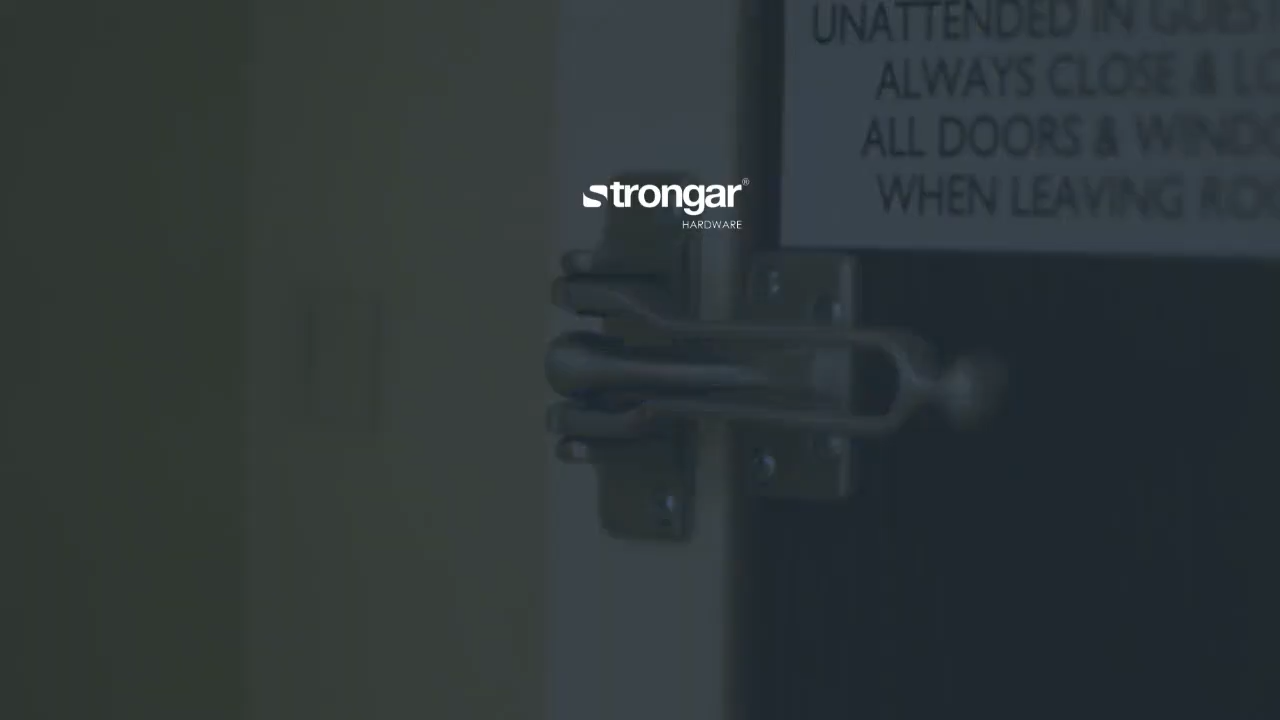 UNATTENDED IN
ALWAYS CLOSE &
ALL DOORS &
WHEN LEAVING
strongar®
HARDWARE